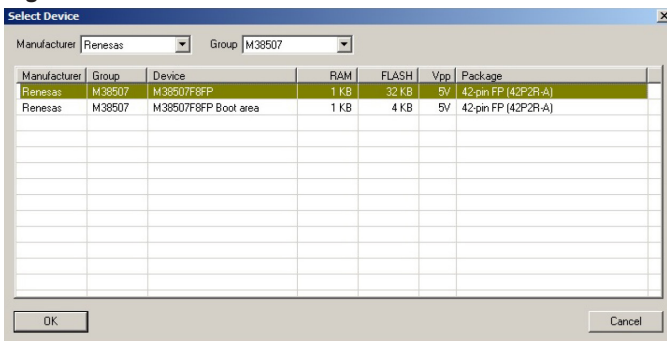 Select Device
Manufacturer Renesas Group M38507
Manufacturer Group Device RAM FLASH Vpp Package
Renesas M38507 M38507F8FP 1 KB 32 KB 5V 42-pin FP (42P2R-A)
Renesas M38507 M38507F8FP Boot area 1 KB 4 KB 5V 42-pin FP (42P2R-A)
OK Cancel